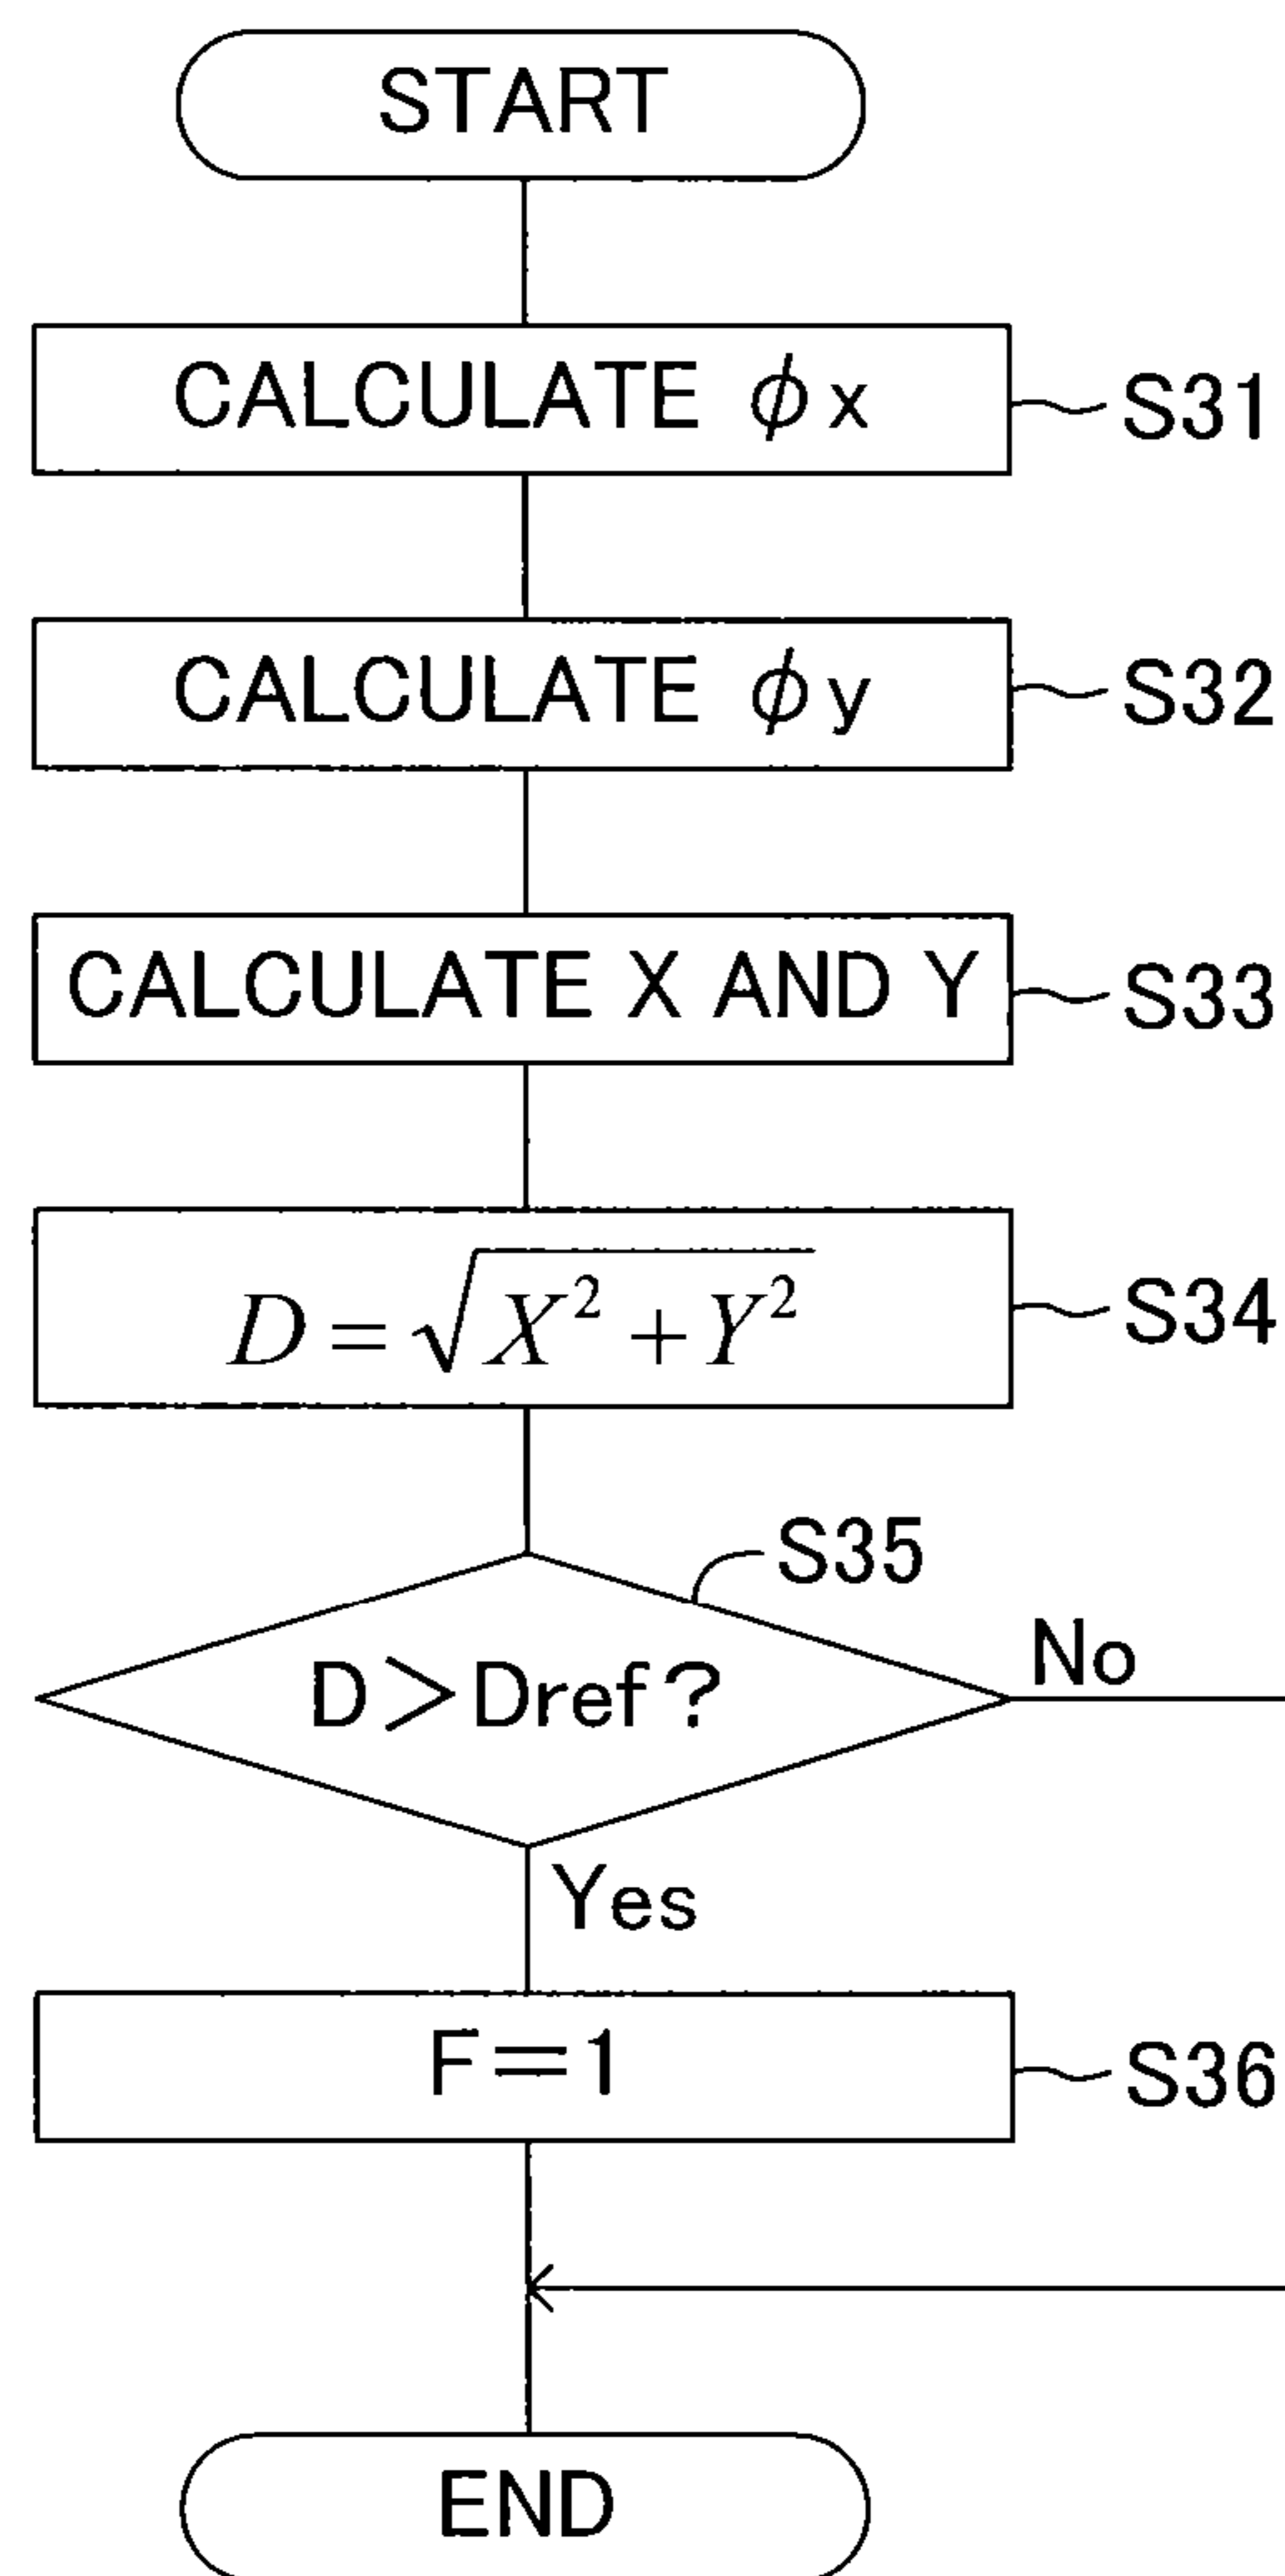 START
CALCULATE ϕx
S31
CALCULATE ϕy
S32
CALCULATE X AND Y
S33
D = √X² + Y²
S34
S35
D>Dref?
No
Yes
F=1
S36
END